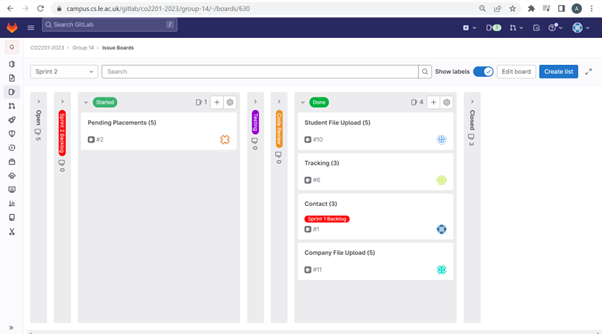 campus.cs.le.ac.uk/gitlab/co2201-2023/group-14/-/boards/630
A
Search GitLab
/
1
G
CO2201-2023 › Group 14 › Issue Boards
Sprint 2
Search
Show labels
Edit board
Create list
Open
5
Sprint 2 Backlog
0
Started
1
Pending Placements (5)
#2
Testing
0
Code Review
0
Done
4
Student File Upload (5)
#10
Tracking (3)
#6
Contact (3)
Sprint 1 Backlog
#1
Company File Upload (5)
#11
Closed
3